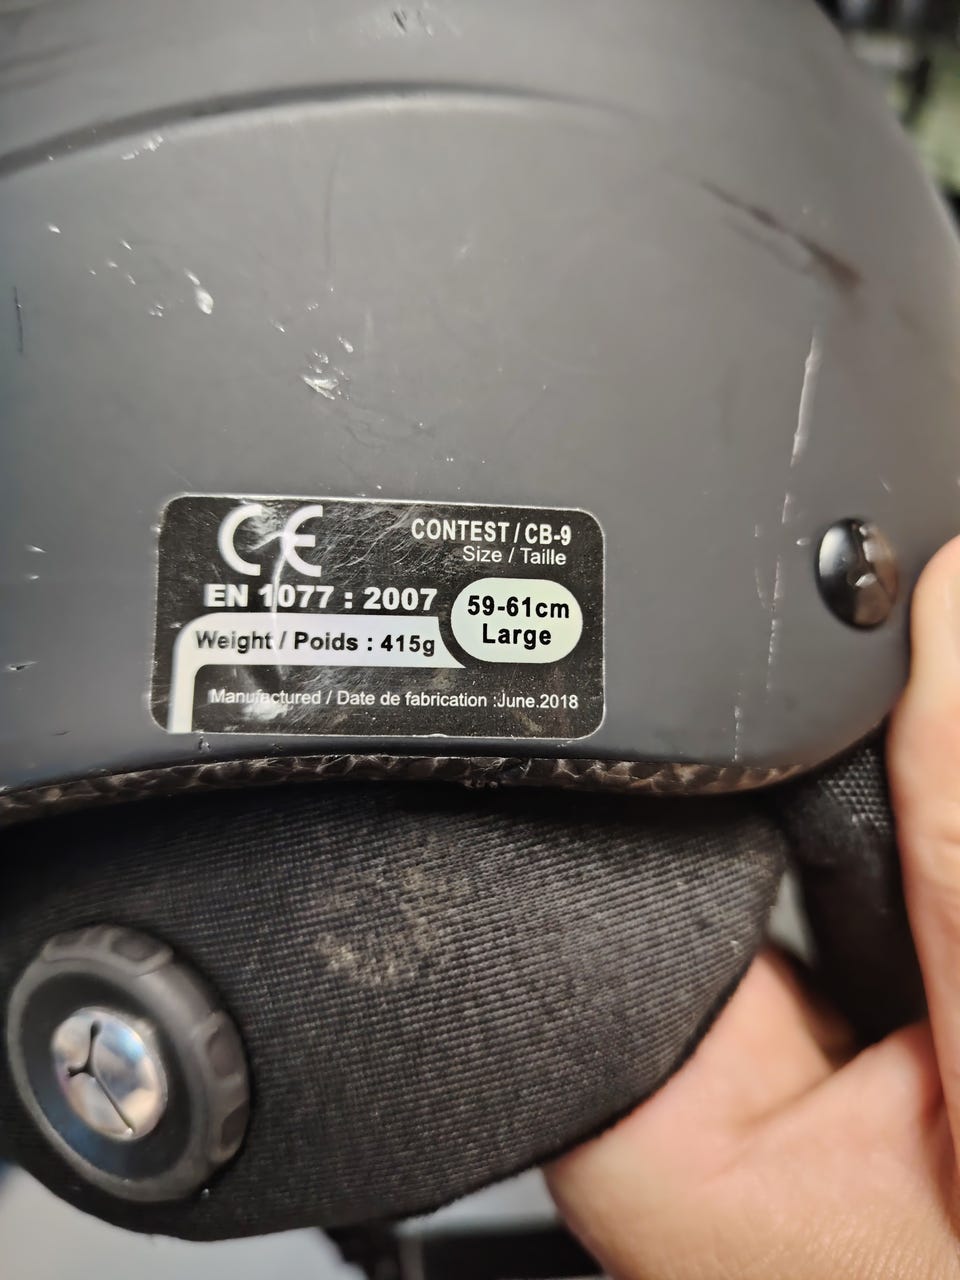 CE
CONTEST / CB-9
Size / Taille
EN 1077 : 2007
59-61cm
Large
Weight / Poids : 415g
Manufactured / Date de fabrication :June.2018